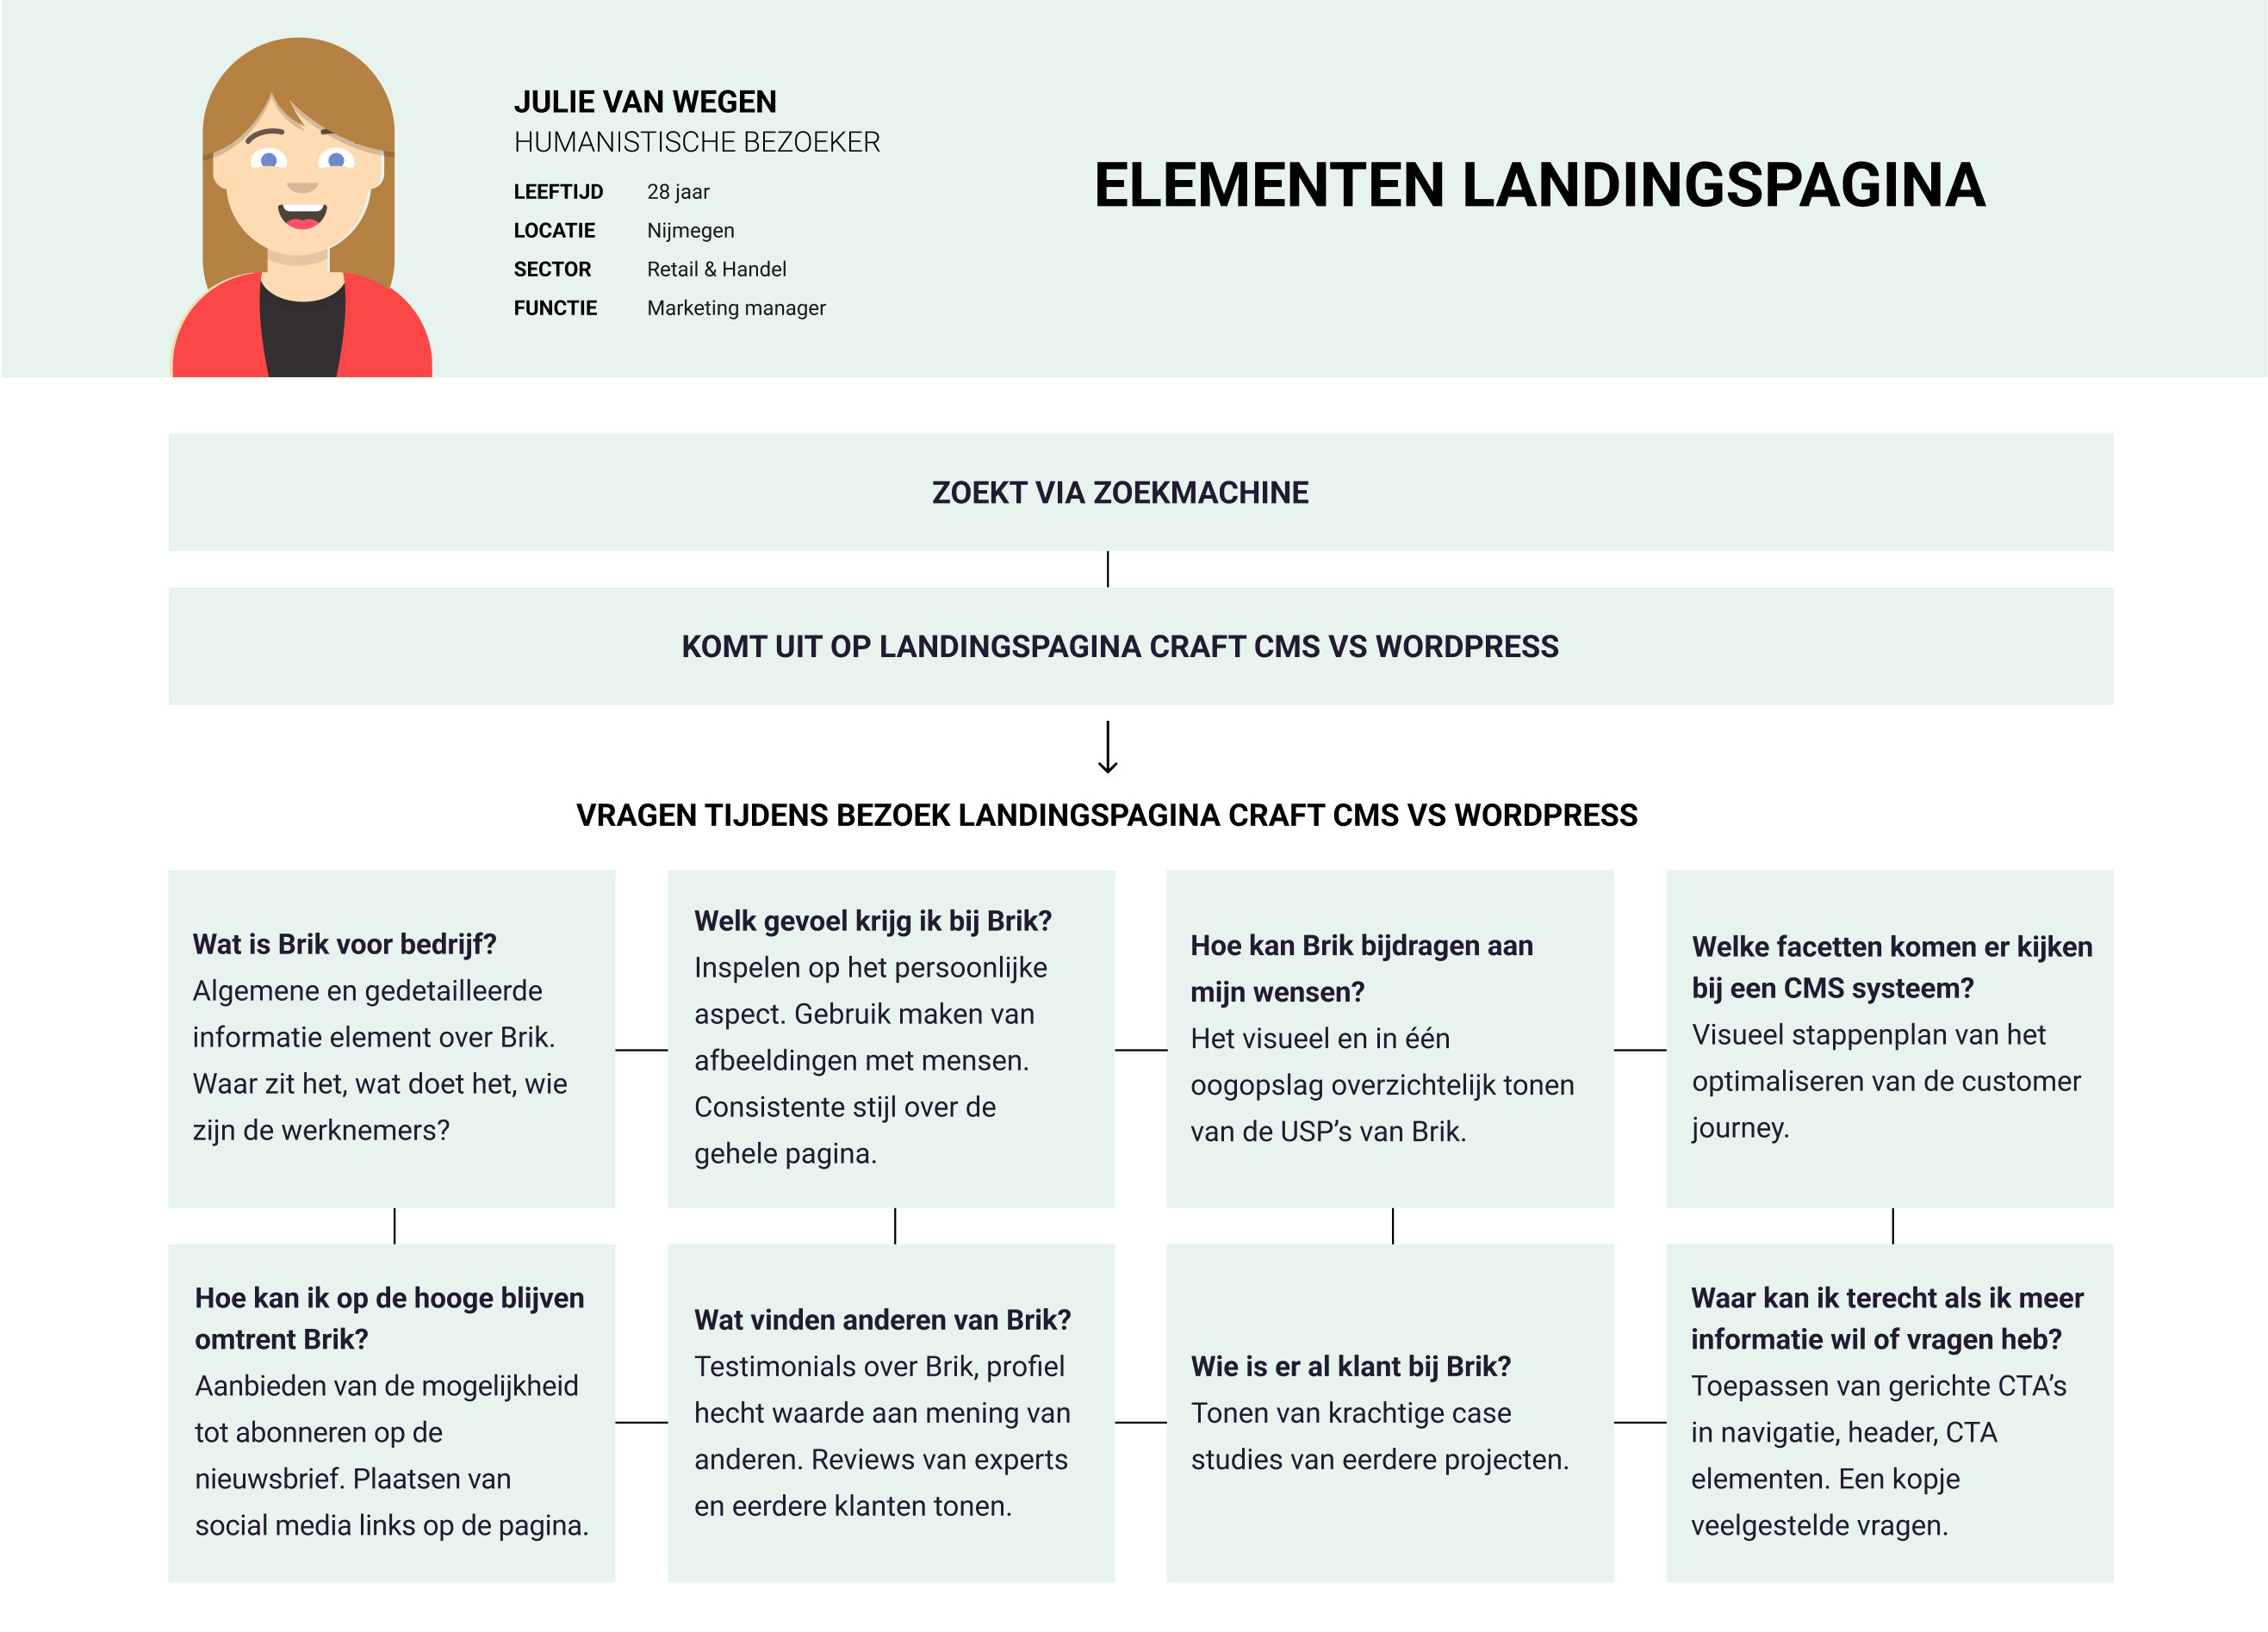 JULIE VAN WEGEN
HUMANISTISCHE BEZOEKER
LEEFTIJD 28 jaar
LOCATIE Nijmegen
SECTOR Retail & Handel
FUNCTIE Marketing manager
ELEMENTEN LANDINGSPAGINA
ZOEKT VIA ZOEKMACHINE
KOMT UIT OP LANDINGSPAGINA CRAFT CMS VS WORDPRESS
VRAGEN TIJDENS BEZOEK LANDINGSPAGINA CRAFT CMS VS WORDPRESS
Wat is Brik voor bedrijf?
Algemene en gedetailleerde
informatie element over Brik.
Waar zit het, wat doet het, wie
zijn de werknemers?
Welk gevoel krijg ik bij Brik?
Inspelen op het persoonlijke
aspect. Gebruik maken van
afbeeldingen met mensen.
Consistente stijl over de
gehele pagina.
Hoe kan Brik bijdragen aan
mijn wensen?
Het visueel en in één
oogopslag overzichtelijk tonen
van de USP’s van Brik.
Welke facetten komen er kijken
bij een CMS systeem?
Visueel stappenplan van het
optimaliseren van de customer
journey.
Hoe kan ik op de hooge blijven
omtrent Brik?
Aanbieden van de mogelijkheid
tot abonneren op de
nieuwsbrief. Plaatsen van
social media links op de pagina.
Wat vinden anderen van Brik?
Testimonials over Brik, profiel
hecht waarde aan mening van
anderen. Reviews van experts
en eerdere klanten tonen.
Wie is er al klant bij Brik?
Tonen van krachtige case
studies van eerdere projecten.
Waar kan ik terecht als ik meer
informatie wil of vragen heb?
Toepassen van gerichte CTA’s
in navigatie, header, CTA
elementen. Een kopje
veelgestelde vragen.